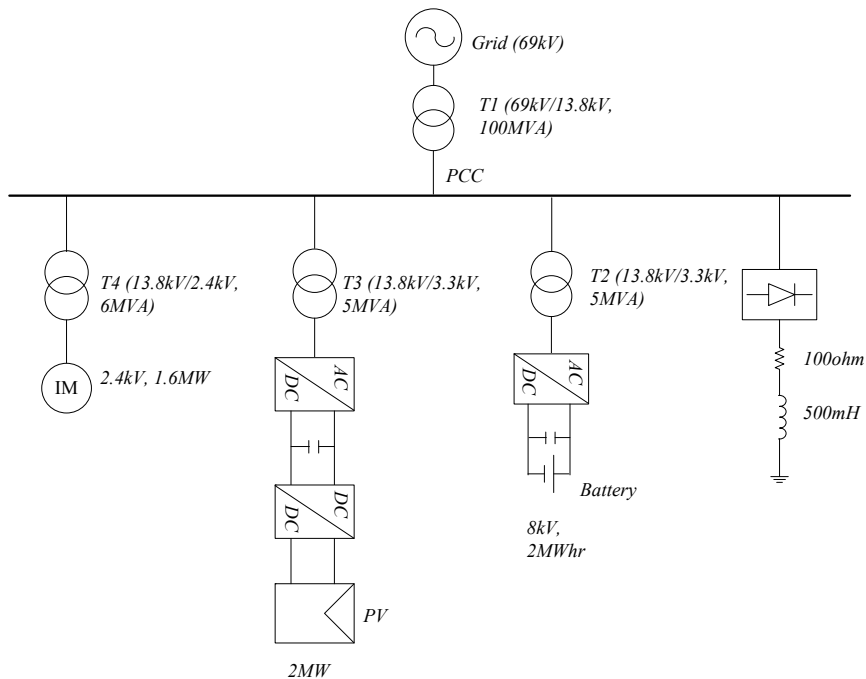 Grid (69kV)
T1 (69kV/13.8kV,
100MVA)
PCC
T4 (13.8kV/2.4kV,
6MVA)
IM
2.4kV, 1.6MW
T3 (13.8kV/3.3kV,
5MVA)
AC
DC
DC
DC
PV
2MW
T2 (13.8kV/3.3kV,
5MVA)
AC
DC
Battery
8kV,
2MWhr
100ohm
500mH